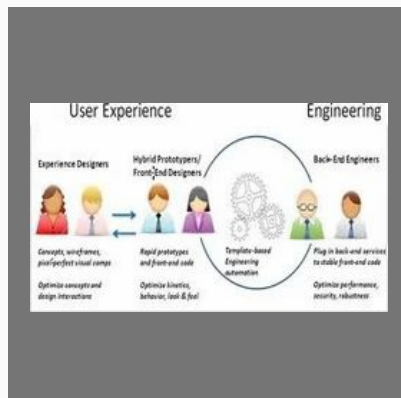 User Experience
Engineering
Experience Designers
Hybrid Prototypers/
Front-End Designers
Back-End Engineers
Concepts, wireframes,
pixel-perfect visual comps
Optimize concepts and
design interactions
Rapid prototypes
and front-end code
Optimize kinetics,
behavior, look & feel
Template-based
Engineering
automation
Plug in back-end services
to stable front-end code
Optimize performance,
security, robustness